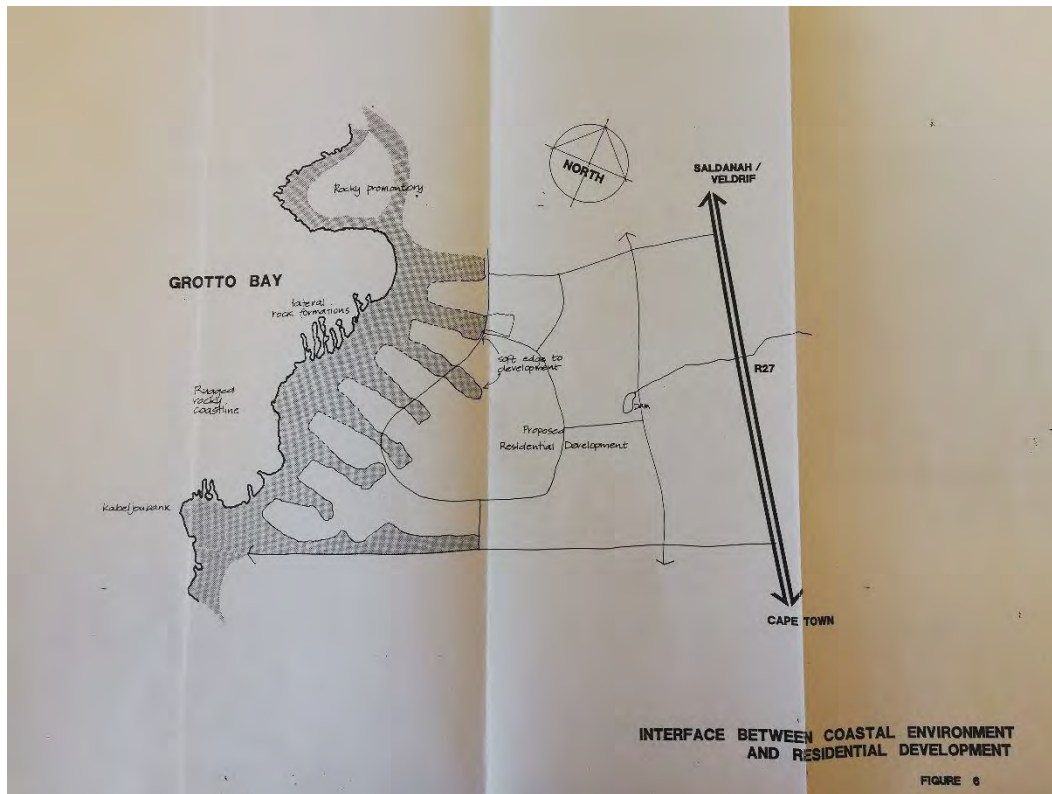 Rocky promontory
NORTH
SALDANAH /
VELDRIF
GROTTO BAY
lateral
rock formations
soft edge to
development
Rugged
rocky
coastline
R27
Dam
Proposed
Residential Development
Kabeljoubank
CAPE TOWN
INTERFACE BETWEEN COASTAL ENVIRONMENT
AND RESIDENTIAL DEVELOPMENT
FIGURE 6